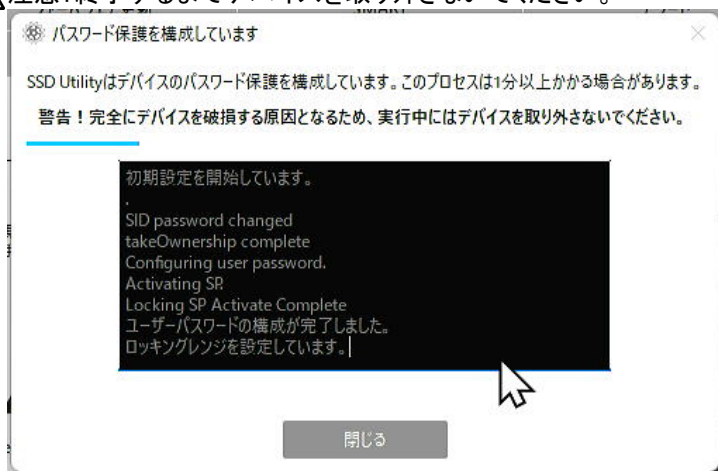 パスワード保護を構成しています
SSD Utilityはデバイスのパスワード保護を構成しています。このプロセスは1分以上かかる場合があります。
警告！完全にデバイスを破損する原因となるため、実行中にはデバイスを取り外さないでください。
初期設定を開始しています。
.
SID password changed
takeOwnership complete
Configuring user password.
Activating SP.
Locking SP Activate Complete
ユーザーパスワードの構成が完了しました。
ロッキングレンジを設定しています。
閉じる